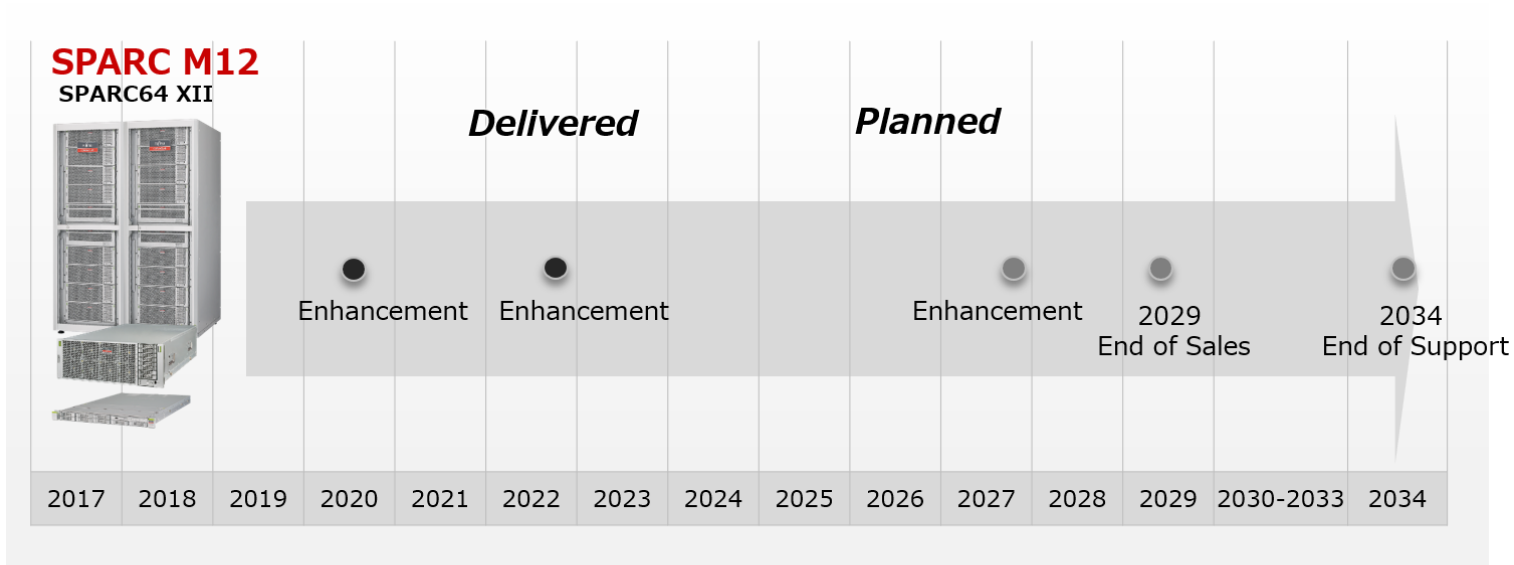 SPARC M12
SPARC64 XII
Delivered
Planned
Enhancement
Enhancement
Enhancement
2029
End of Sales
2034
End of Support
2017 2018 2019 2020 2021 2022 2023 2024 2025 2026 2027 2028 2029 2030-2033 2034